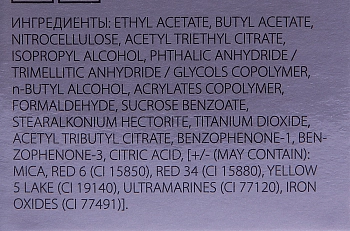 ИНГРЕДИЕНТЫ: ETHYL ACETATE, BUTYL ACETATE,
NITROCELLULOSE, ACETYL TRIETHYL CITRATE,
ISOPROPYL ALCOHOL, PHTHALIC ANHYDRIDE /
TRIMELLITIC ANHYDRIDE / GLYCOLS COPOLYMER,
n-BUTYL ALCOHOL, ACRYLATES COPOLYMER,
FORMALDEHYDE, SUCROSE BENZOATE,
STEARALKONIUM HECTORITE, TITANIUM DIOXIDE,
ACETYL TRIBUTYL CITRATE, BENZOPHENONE-1, BEN-
ZOPHENONE-3, CITRIC ACID, [+/- (MAY CONTAIN):
MICA, RED 6 (CI 15850), RED 34 (CI 15880), YELLOW
5 LAKE (CI 19140), ULTRAMARINES (CI 77120), IRON
OXIDES (CI 77491)].